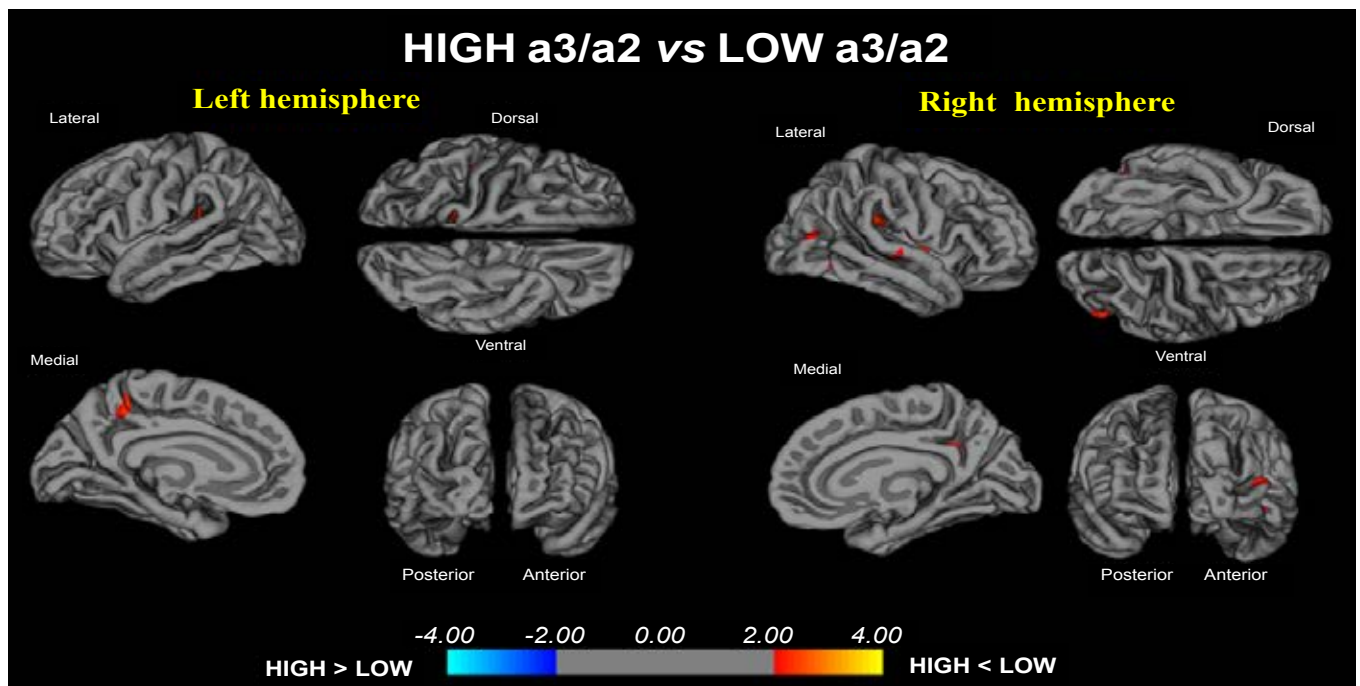 HIGH a3/a2 vs LOW a3/a2
Left hemisphere
Right hemisphere
Lateral
Dorsal
Lateral
Dorsal
Ventral
Ventral
Medial
Medial
Posterior
Anterior
Posterior
Anterior
-4.00 -2.00 0.00 2.00 4.00
HIGH > LOW
HIGH < LOW